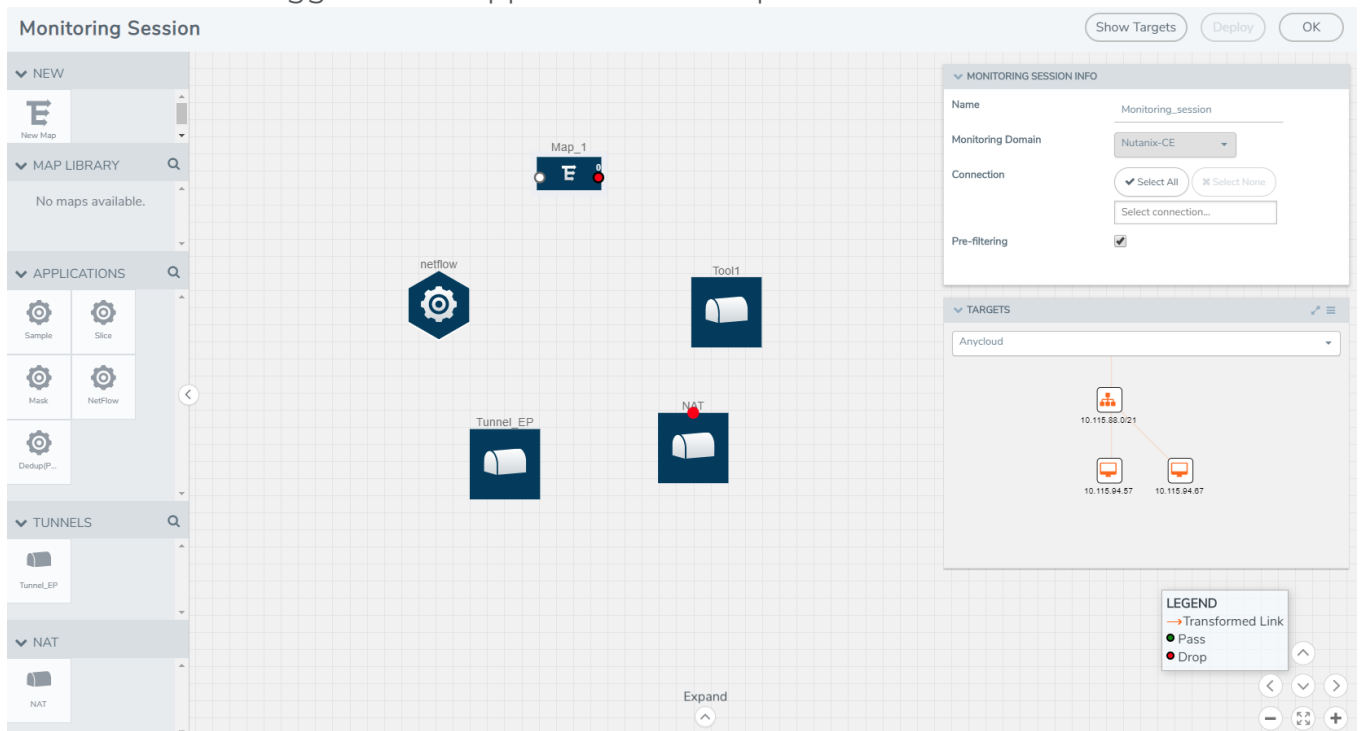 Monitoring Session
Show Targets
Deploy
OK
NEW
New Map
MAP LIBRARY
No maps available.
APPLICATIONS
Sample
Slice
Mask
NetFlow
Dedup(P...
TUNNELS
Tunnel_EP
NAT
NAT
Map_1
0
netflow
Tool1
Tunnel_EP
NAT
Expand
MONITORING SESSION INFO
Name
Monitoring_session
Monitoring Domain
Nutanix-CE
Connection
Select All
Select None
Select connection...
Pre-filtering
TARGETS
Anycloud
10.115.88.0/21
10.115.94.57
10.115.94.67
LEGEND
Transformed Link
Pass
Drop